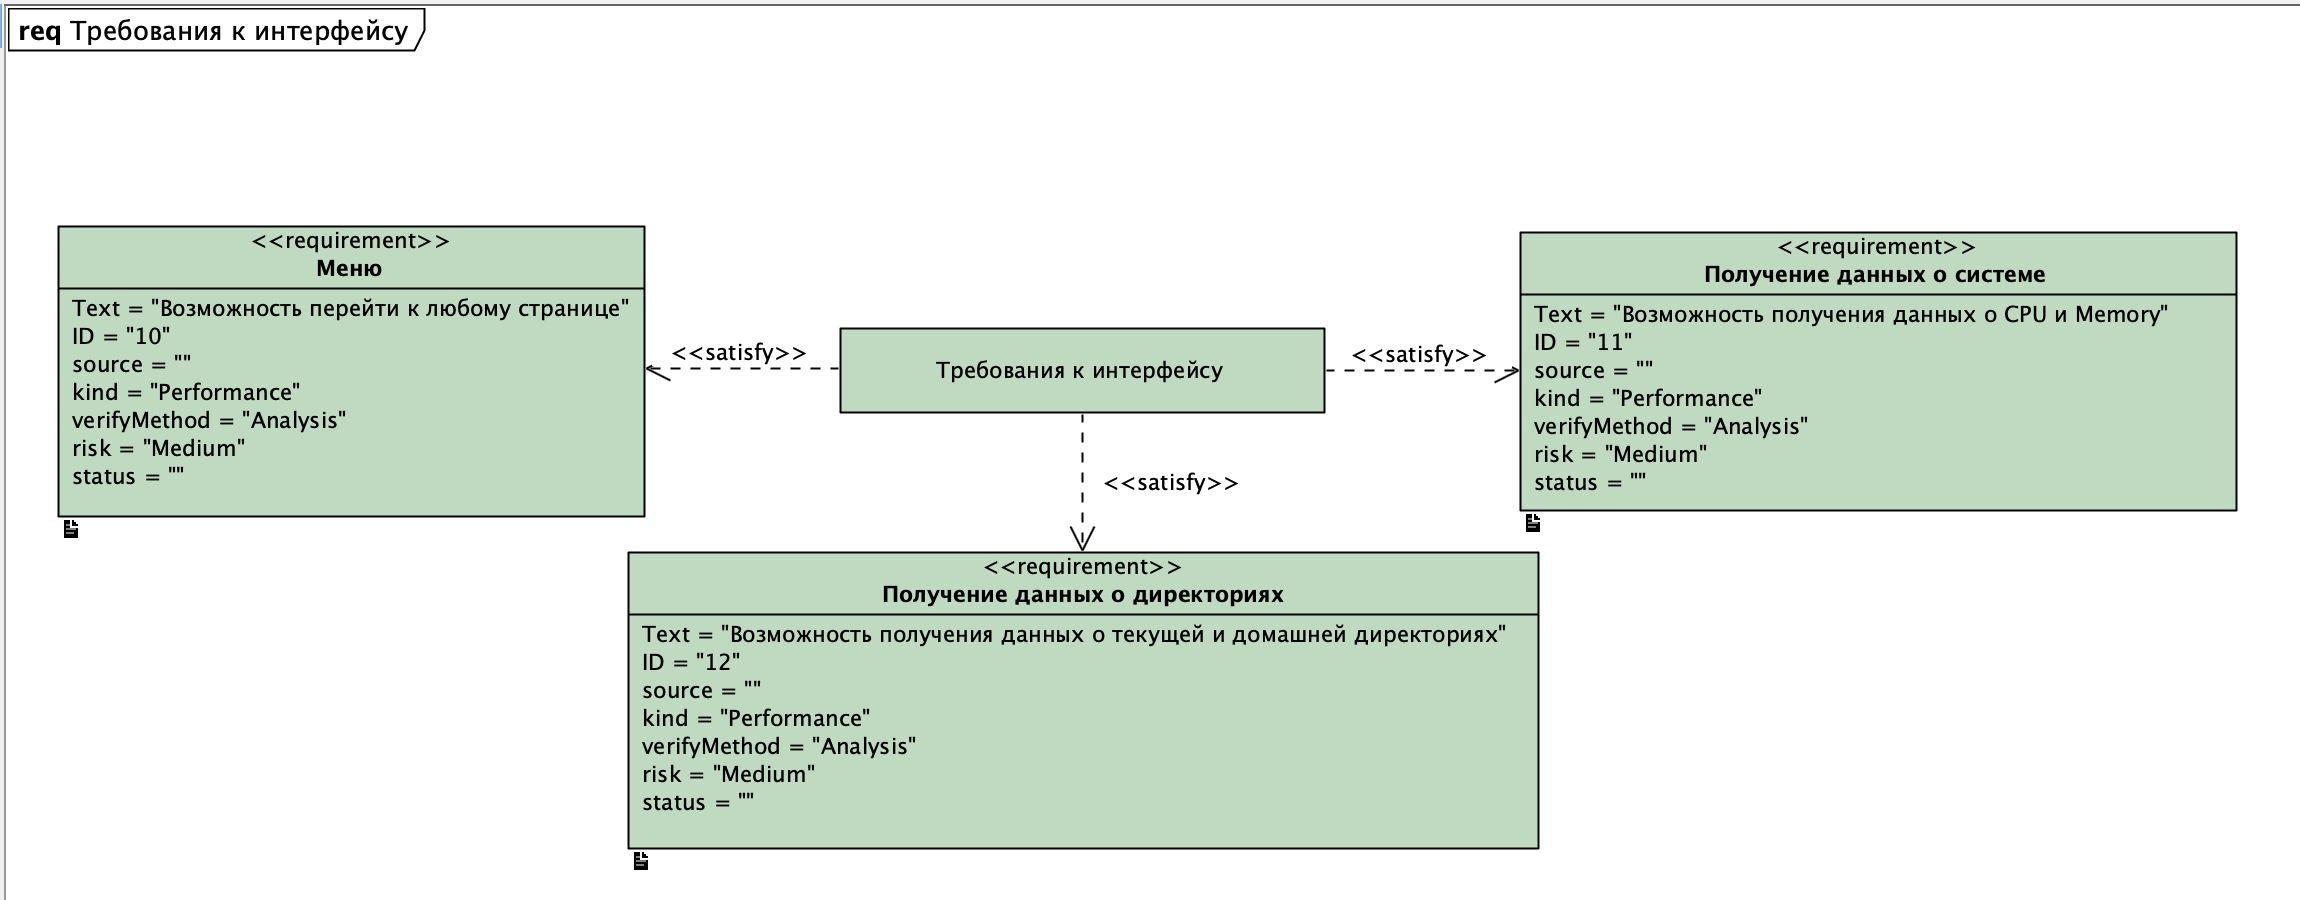 req Требования к интерфейсу
<<requirement>>
Меню
Text = "Возможность перейти к любому странице"
ID = "10"
source = ""
kind = "Performance"
verifyMethod = "Analysis"
risk = "Medium"
status = ""
<<satisfy>>
Требования к интерфейсу
<<satisfy>>
<<requirement>>
Получение данных о системе
Text = "Возможность получения данных о CPU и Memory"
ID = "11"
source = ""
kind = "Performance"
verifyMethod = "Analysis"
risk = "Medium"
status = ""
<<satisfy>>
<<requirement>>
Получение данных о директориях
Text = "Возможность получения данных о текущей и домашней директориях"
ID = "12"
source = ""
kind = "Performance"
verifyMethod = "Analysis"
risk = "Medium"
status = ""